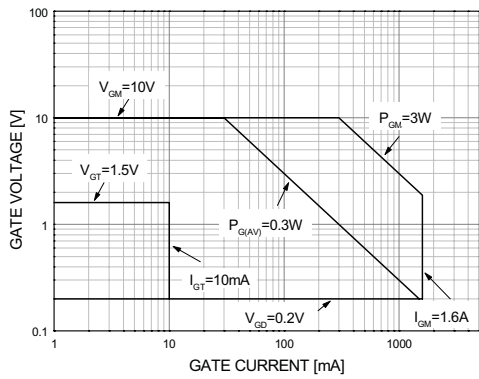 100
V_GM=10V
10
P_GM=3W
V_GT=1.5V
GATE VOLTAGE [V]
1
P_G(AV)=0.3W
I_GT=10mA
V_GD=0.2V
I_GM=1.6A
0.1
1 10 100 1000
GATE CURRENT [mA]